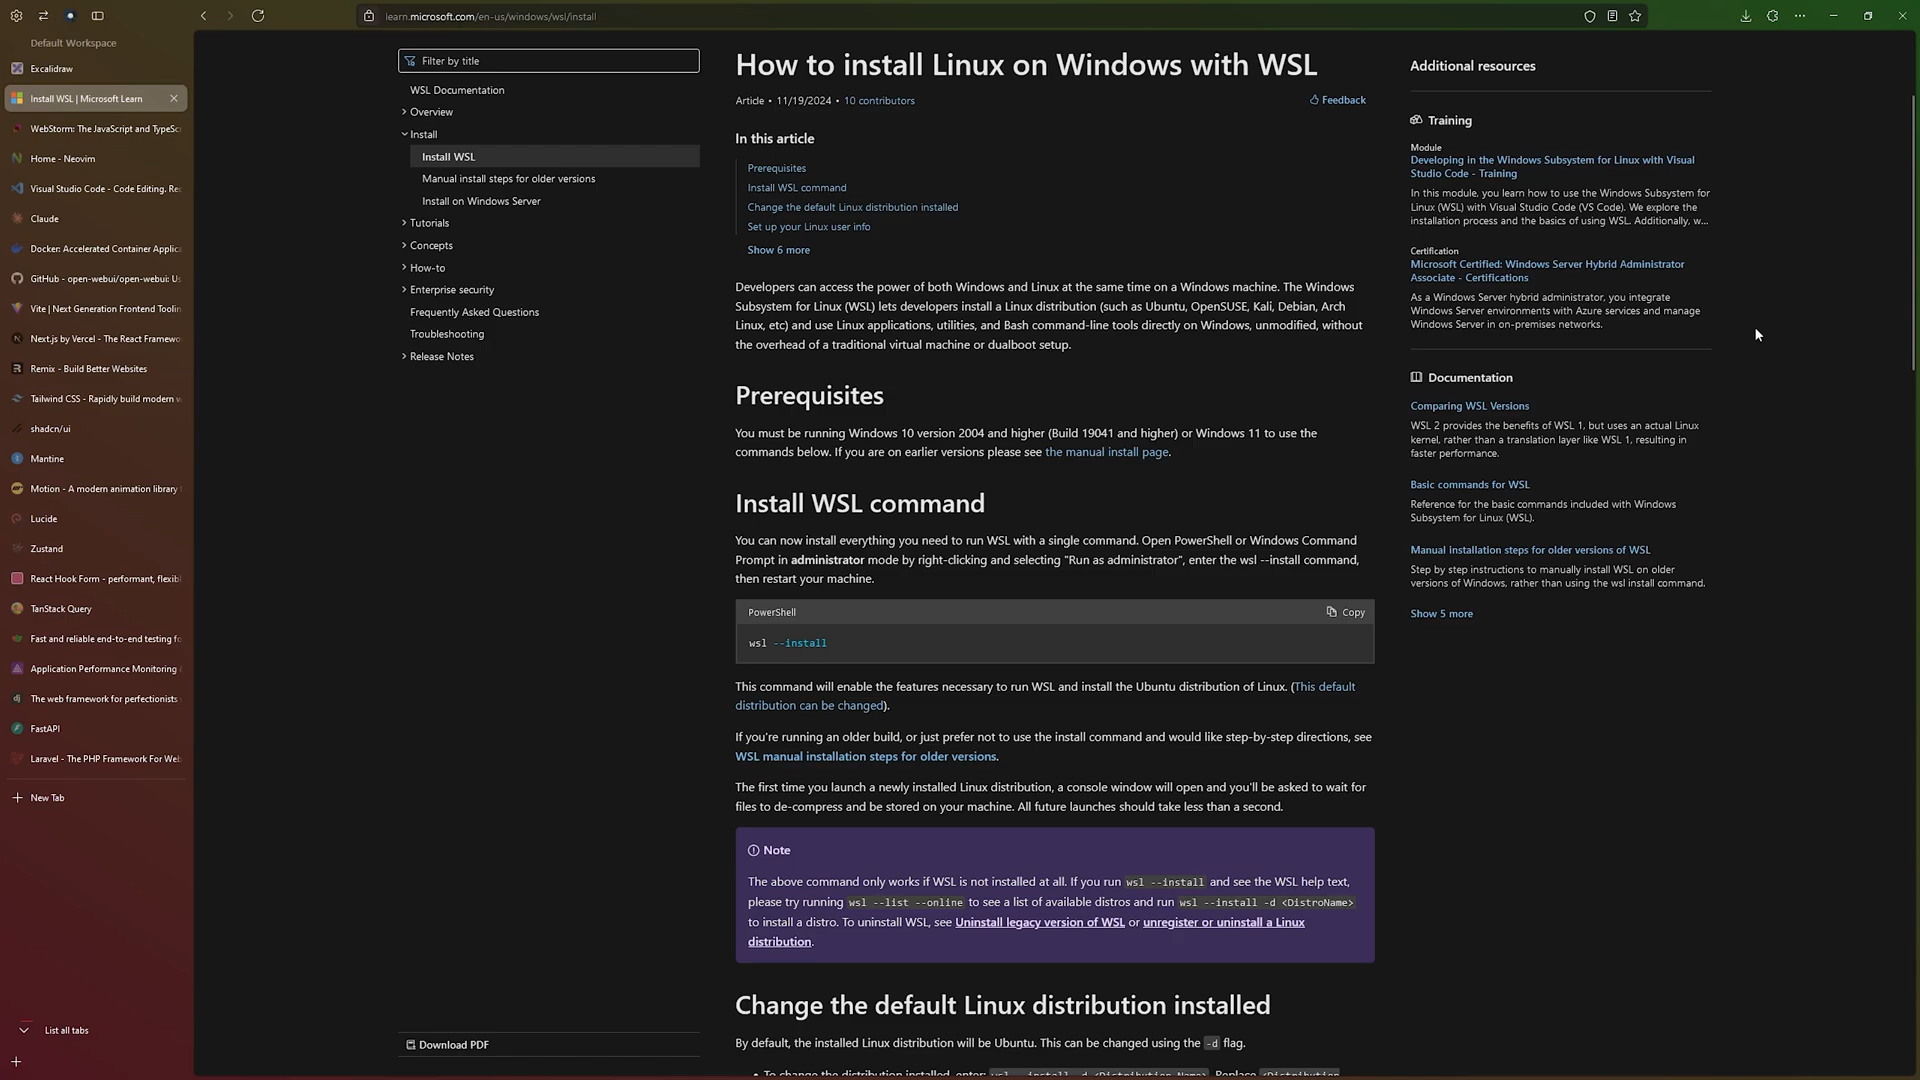 learn.microsoft.com/en-us/windows/wsl/install
Default Workspace
Excalidraw
Install WSL | Microsoft Learn
WebStorm: The JavaScript and TypeSc
Home - Neovim
Visual Studio Code - Code Editing. Re
Claude
Docker: Accelerated Container Applica
GitHub - open-webui/open-webui: Us
Vite | Next Generation Frontend Toolin
Next.js by Vercel - The React Framewo
Remix - Build Better Websites
Tailwind CSS - Rapidly build modern w
shadcn/ui
Mantine
Motion - A modern animation library
Lucide
Zustand
React Hook Form - performant, flexib
TanStack Query
Fast and reliable end-to-end testing fo
Application Performance Monitoring
The web framework for perfectionists
FastAPI
Laravel - The PHP Framework For Web
New Tab
List all tabs
Filter by title
WSL Documentation
Overview
Install
Install WSL
Manual install steps for older versions
Install on Windows Server
Tutorials
Concepts
How-to
Enterprise security
Frequently Asked Questions
Troubleshooting
Release Notes
Download PDF
How to install Linux on Windows with WSL
Article • 11/19/2024 • 10 contributors
Feedback
In this article
Prerequisites
Install WSL command
Change the default Linux distribution installed
Set up your Linux user info
Show 6 more
Developers can access the power of both Windows and Linux at the same time on a Windows machine. The Windows
Subsystem for Linux (WSL) lets developers install a Linux distribution (such as Ubuntu, OpenSUSE, Kali, Debian, Arch
Linux, etc) and use Linux applications, utilities, and Bash command-line tools directly on Windows, unmodified, without
the overhead of a traditional virtual machine or dualboot setup.
Prerequisites
You must be running Windows 10 version 2004 and higher (Build 19041 and higher) or Windows 11 to use the
commands below. If you are on earlier versions please see the manual install page.
Install WSL command
You can now install everything you need to run WSL with a single command. Open PowerShell or Windows Command
Prompt in administrator mode by right-clicking and selecting "Run as administrator", enter the wsl --install command,
then restart your machine.
PowerShell
Copy
wsl --install
This command will enable the features necessary to run WSL and install the Ubuntu distribution of Linux. (This default
distribution can be changed).
If you're running an older build, or just prefer not to use the install command and would like step-by-step directions, see
WSL manual installation steps for older versions.
The first time you launch a newly installed Linux distribution, a console window will open and you'll be asked to wait for
files to de-compress and be stored on your machine. All future launches should take less than a second.
Note
The above command only works if WSL is not installed at all. If you run wsl --install and see the WSL help text,
please try running wsl --list --online to see a list of available distros and run wsl --install -d <DistroName>
to install a distro. To uninstall WSL, see Uninstall legacy version of WSL or unregister or uninstall a Linux
distribution.
Change the default Linux distribution installed
By default, the installed Linux distribution will be Ubuntu. This can be changed using the -d flag.
• To change the distribution installed, enter: wsl --install -d <Distribution Name>. Replace <Distribution
Additional resources
Training
Module
Developing in the Windows Subsystem for Linux with Visual
Studio Code - Training
In this module, you learn how to use the Windows Subsystem for
Linux (WSL) with Visual Studio Code (VS Code). We explore the
installation process and the basics of using WSL. Additionally, w...
Certification
Microsoft Certified: Windows Server Hybrid Administrator
Associate - Certifications
As a Windows Server hybrid administrator, you integrate
Windows Server environments with Azure services and manage
Windows Server in on-premises networks.
Documentation
Comparing WSL Versions
WSL 2 provides the benefits of WSL 1, but uses an actual Linux
kernel, rather than a translation layer like WSL 1, resulting in
faster performance.
Basic commands for WSL
Reference for the basic commands included with Windows
Subsystem for Linux (WSL).
Manual installation steps for older versions of WSL
Step by step instructions to manually install WSL on older
versions of Windows, rather than using the wsl install command.
Show 5 more